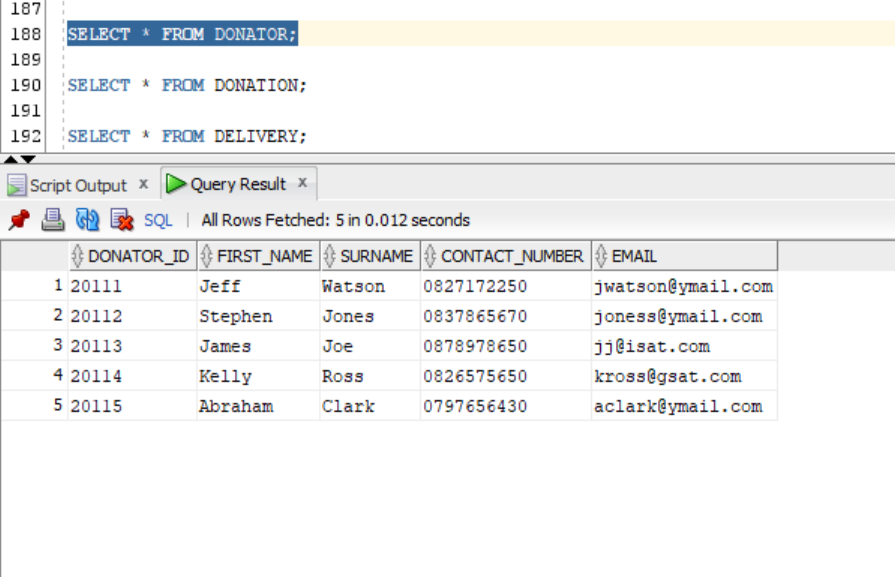 187
188 SELECT * FROM DONATOR;
189
190 SELECT * FROM DONATION;
191
192 SELECT * FROM DELIVERY;
Script Output x Query Result x
SQL | All Rows Fetched: 5 in 0.012 seconds
DONATOR_ID FIRST_NAME SURNAME CONTACT_NUMBER EMAIL
1 20111 Jeff Watson 0827172250 jwatson@ymail.com
2 20112 Stephen Jones 0837865670 joness@ymail.com
3 20113 James Joe 0878978650 jj@isat.com
4 20114 Kelly Ross 0826575650 kross@gsat.com
5 20115 Abraham Clark 0797656430 aclark@ymail.com